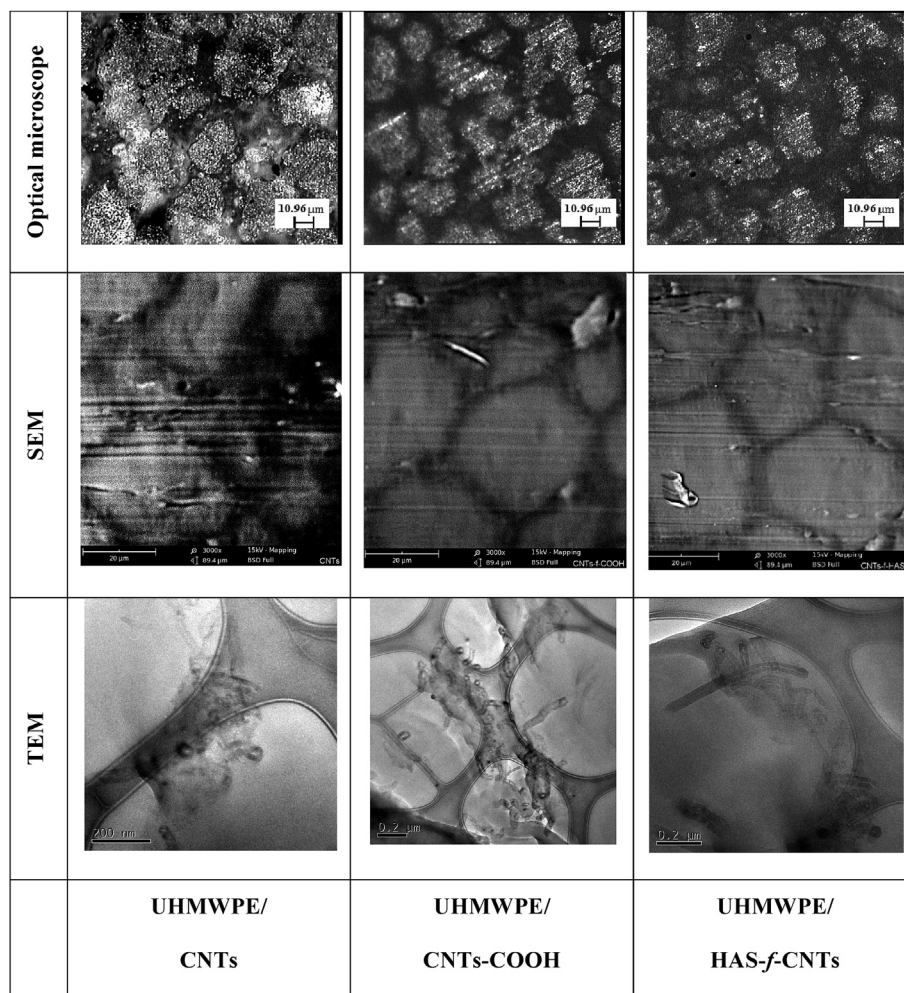 Optical microscope
10.96 μm
10.96 μm
10.96 μm
SEM
20 μm
3000x
89.4 μm
15kV - Mapping
BSD Full
CNTs
20 μm
3000x
89.4 μm
15kV - Mapping
BSD Full
CNTs-f-COOH
20 μm
3000x
89.4 μm
15kV - Mapping
BSD Full
CNTs-f-HAS
TEM
200 nm
0.2 μm
0.2 μm
UHMWPE/
CNTs
UHMWPE/
CNTs-COOH
UHMWPE/
HAS-f-CNTs